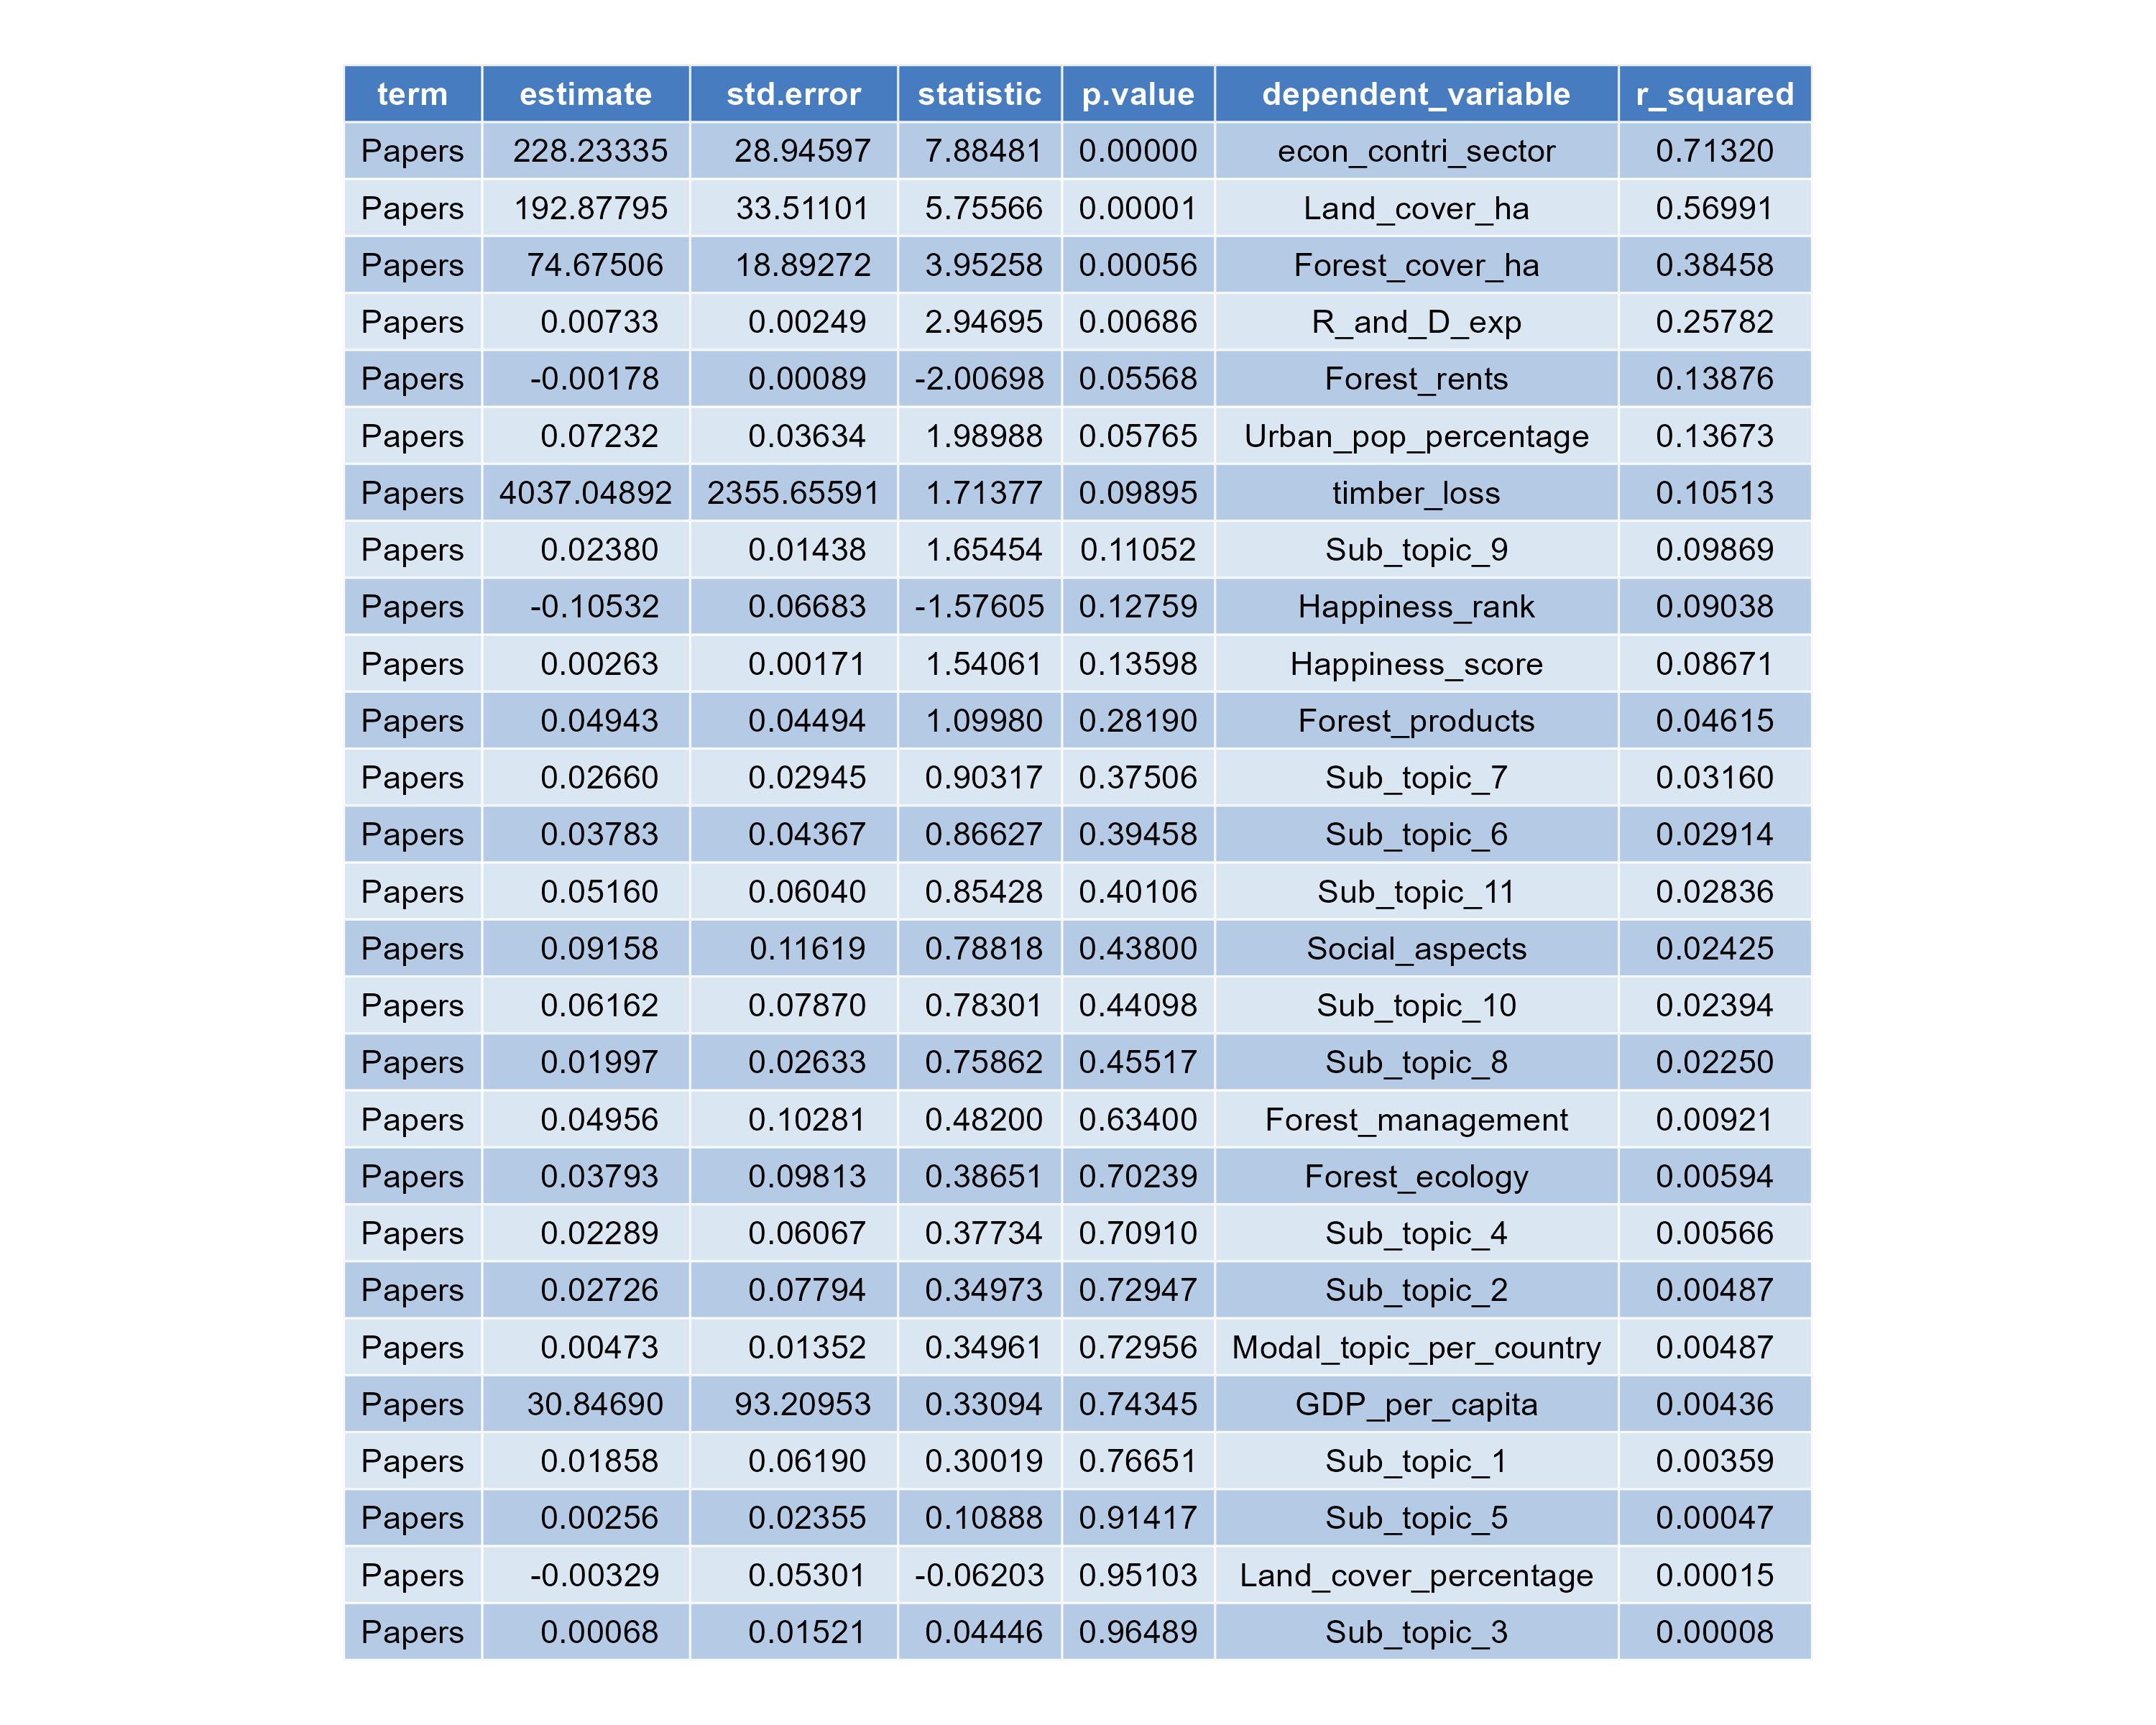 term estimate std.error statistic p.value dependent_variable r_squared
Papers 228.23335 28.94597 7.88481 0.00000 econ_contri_sector 0.71320
Papers 192.87795 33.51101 5.75566 0.00001 Land_cover_ha 0.56991
Papers 74.67506 18.89272 3.95258 0.00056 Forest_cover_ha 0.38458
Papers 0.00733 0.00249 2.94695 0.00686 R_and_D_exp 0.25782
Papers -0.00178 0.00089 -2.00698 0.05568 Forest_rents 0.13876
Papers 0.07232 0.03634 1.98988 0.05765 Urban_pop_percentage 0.13673
Papers 4037.04892 2355.65591 1.71377 0.09895 timber_loss 0.10513
Papers 0.02380 0.01438 1.65454 0.11052 Sub_topic_9 0.09869
Papers -0.10532 0.06683 -1.57605 0.12759 Happiness_rank 0.09038
Papers 0.00263 0.00171 1.54061 0.13598 Happiness_score 0.08671
Papers 0.04943 0.04494 1.09980 0.28190 Forest_products 0.04615
Papers 0.02660 0.02945 0.90317 0.37506 Sub_topic_7 0.03160
Papers 0.03783 0.04367 0.86627 0.39458 Sub_topic_6 0.02914
Papers 0.05160 0.06040 0.85428 0.40106 Sub_topic_11 0.02836
Papers 0.09158 0.11619 0.78818 0.43800 Social_aspects 0.02425
Papers 0.06162 0.07870 0.78301 0.44098 Sub_topic_10 0.02394
Papers 0.01997 0.02633 0.75862 0.45517 Sub_topic_8 0.02250
Papers 0.04956 0.10281 0.48200 0.63400 Forest_management 0.00921
Papers 0.03793 0.09813 0.38651 0.70239 Forest_ecology 0.00594
Papers 0.02289 0.06067 0.37734 0.70910 Sub_topic_4 0.00566
Papers 0.02726 0.07794 0.34973 0.72947 Sub_topic_2 0.00487
Papers 0.00473 0.01352 0.34961 0.72956 Modal_topic_per_country 0.00487
Papers 30.84690 93.20953 0.33094 0.74345 GDP_per_capita 0.00436
Papers 0.01858 0.06190 0.30019 0.76651 Sub_topic_1 0.00359
Papers 0.00256 0.02355 0.10888 0.91417 Sub_topic_5 0.00047
Papers -0.00329 0.05301 -0.06203 0.95103 Land_cover_percentage 0.00015
Papers 0.00068 0.01521 0.04446 0.96489 Sub_topic_3 0.00008